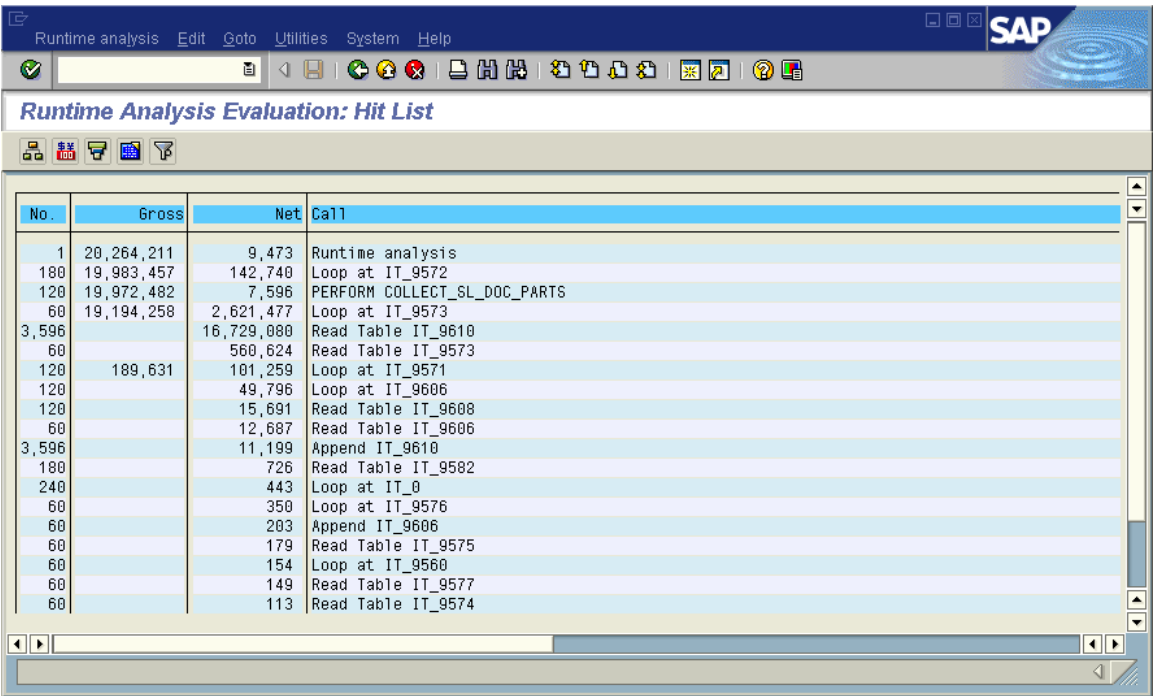 Runtime analysis Edit Goto Utilities System Help
SAP
Runtime Analysis Evaluation: Hit List
No. Gross Net Call
1 20,264,211 9,473 Runtime analysis
180 19,983,457 142,740 Loop at IT_9572
120 19,972,482 7,596 PERFORM COLLECT_SL_DOC_PARTS
60 19,194,258 2,621,477 Loop at IT_9573
3,596 16,729,080 Read Table IT_9610
60 560,624 Read Table IT_9573
120 189,631 101,259 Loop at IT_9571
120 49,796 Loop at IT_9606
120 15,691 Read Table IT_9608
60 12,687 Read Table IT_9606
3,596 11,199 Append IT_9610
180 726 Read Table IT_9582
240 443 Loop at IT_0
60 350 Loop at IT_9576
60 203 Append IT_9606
60 179 Read Table IT_9575
60 154 Loop at IT_9560
60 149 Read Table IT_9577
60 113 Read Table IT_9574